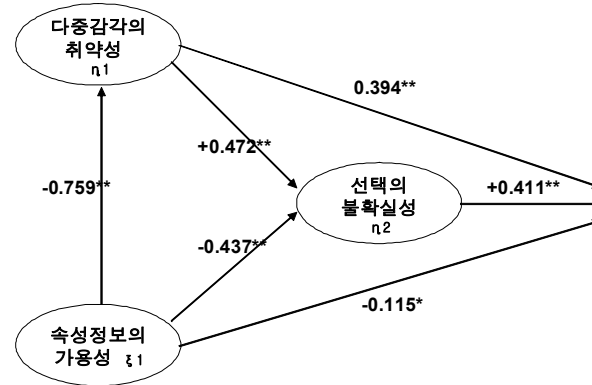 다중감각의
취약성
η1
0.394**
+0.472**
-0.759**
선택의
불확실성
η2
+0.411**
-0.437**
-0.115*
속성정보의
가용성 ξ1